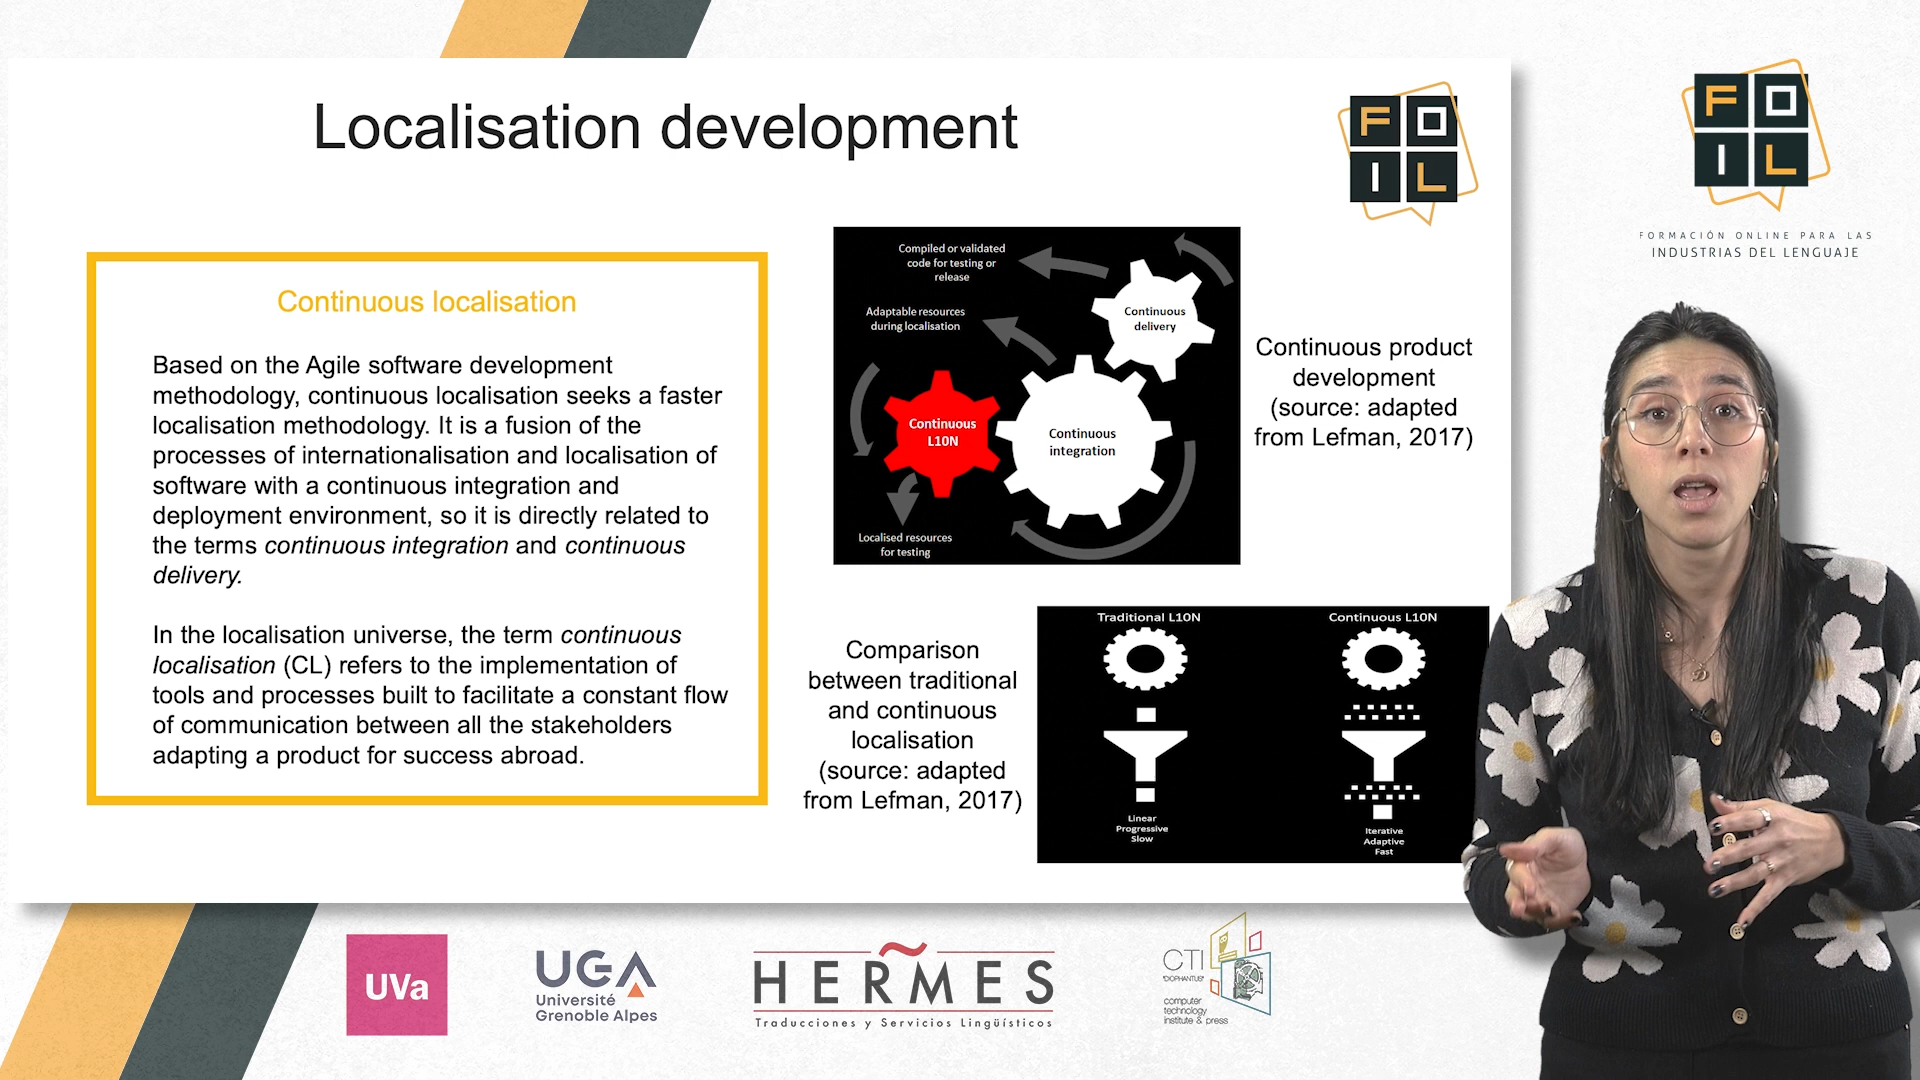 Localisation development
F O
I L
F O
I L
FORMACIÓN ONLINE PARA LAS
INDUSTRIAS DEL LENGUAJE
Continuous localisation
Based on the Agile software development
methodology, continuous localisation seeks a faster
localisation methodology. It is a fusion of the
processes of internationalisation and localisation of
software with a continuous integration and
deployment environment, so it is directly related to
the terms continuous integration and continuous
delivery.
In the localisation universe, the term continuous
localisation (CL) refers to the implementation of
tools and processes built to facilitate a constant flow
of communication between all the stakeholders
adapting a product for success abroad.
Compiled or validated
code for testing or
release
Adaptable resources
during localisation
Continuous
delivery
Continuous
L10N
Continuous
integration
Localised resources
for testing
Continuous product
development
(source: adapted
from Lefman, 2017)
Comparison
between traditional
and continuous
localisation
(source: adapted
from Lefman, 2017)
Traditional L10N
Linear
Progressive
Slow
Continuous L10N
Iterative
Adaptive
Fast
UVa
UGA
Université
Grenoble Alpes
HERMES
Traducciones y Servicios Lingüísticos
CTI
"DIOPHANTUS"
computer
technology
institute & press